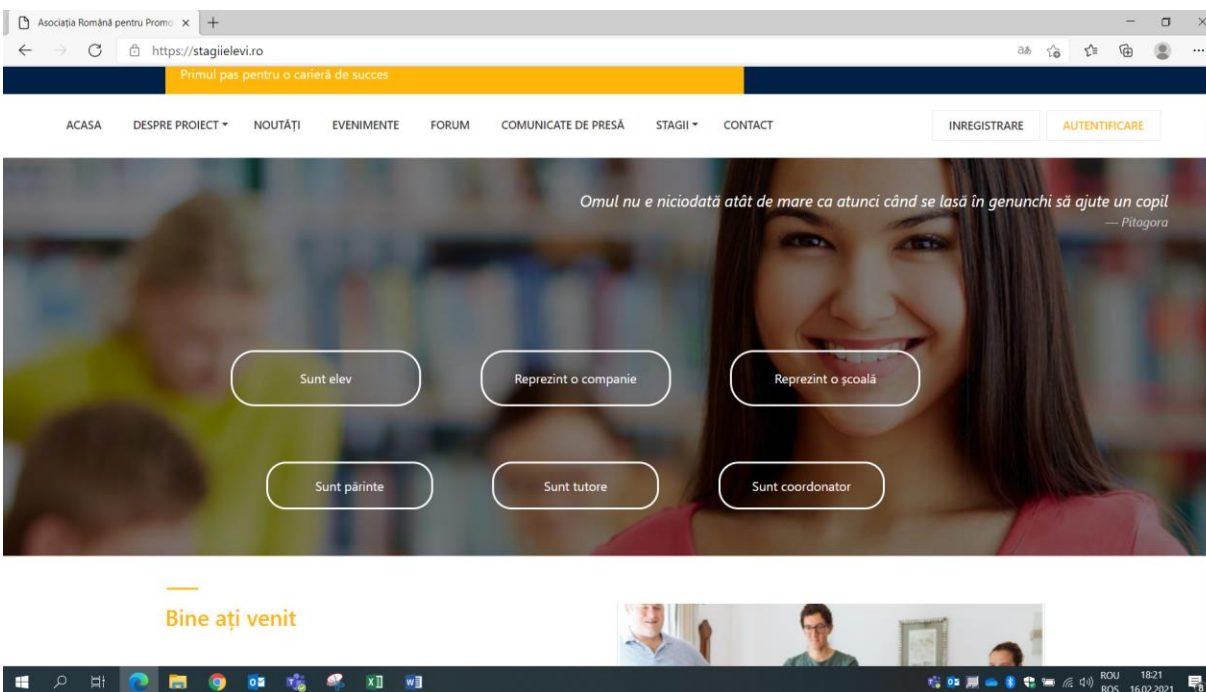 Asociația Română pentru Promo
https://stagiielevi.ro
Primul pas pentru o carieră de succes
ACASA DESPRE PROIECT NOUTĂȚI EVENIMENTE FORUM COMUNICATE DE PRESĂ STAGII CONTACT INREGISTRARE AUTENTIFICARE
Omul nu e niciodată atât de mare ca atunci când se lasă în genunchi să ajute un copil
— Pitagora
Sunt elev Reprezint o companie Reprezint o școală
Sunt părinte Sunt tutore Sunt coordonator
Bine ați venit
ROU 18:21
ROS 16.02.2021